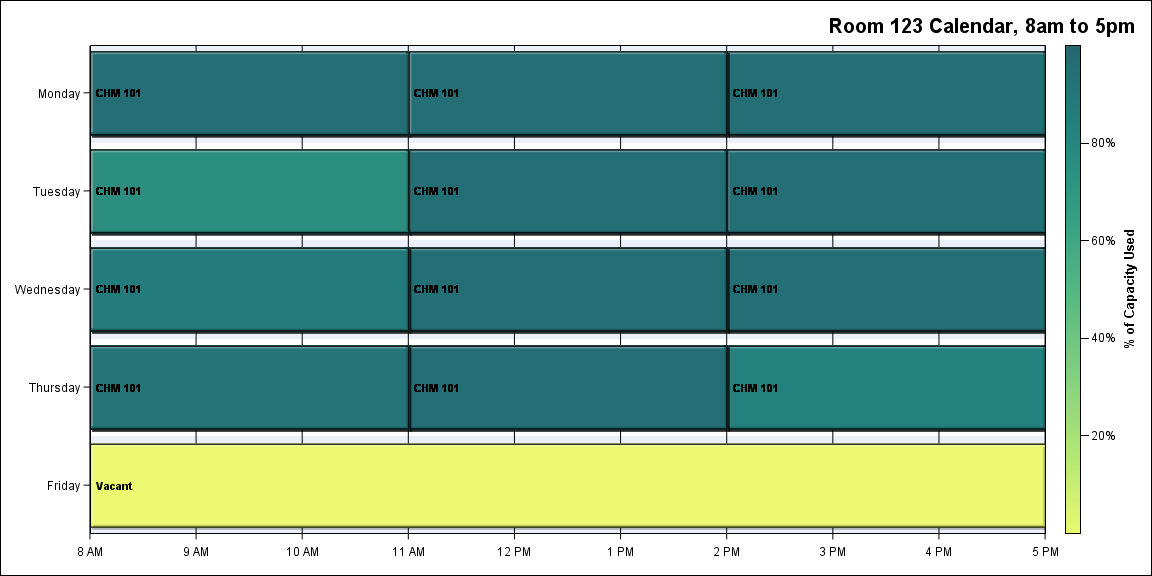 Room 123 Calendar, 8am to 5pm
Monday
CHM 101
CHM 101
CHM 101
Tuesday
CHM 101
CHM 101
CHM 101
Wednesday
CHM 101
CHM 101
CHM 101
Thursday
CHM 101
CHM 101
CHM 101
Friday
Vacant
8 AM
9 AM
10 AM
11 AM
12 PM
1 PM
2 PM
3 PM
4 PM
5 PM
80%
60%
40%
20%
% of Capacity Used